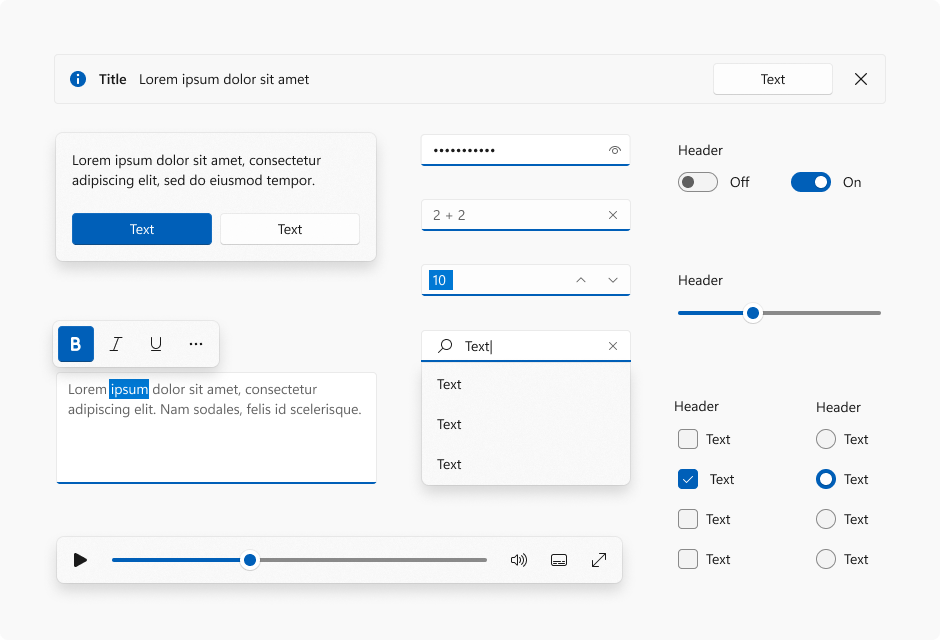 Title Lorem ipsum dolor sit amet Text
Lorem ipsum dolor sit amet, consectetur
adipiscing elit, sed do eiusmod tempor.
Text Text
B I U ...
Lorem ipsum dolor sit amet, consectetur
adipiscing elit. Nam sodales, felis id scelerisque.
•••••••••••
2 + 2
10
Text
Text
Text
Text
Header
Off On
Header
Header
Text
Text
Text
Text
Header
Text
Text
Text
Text